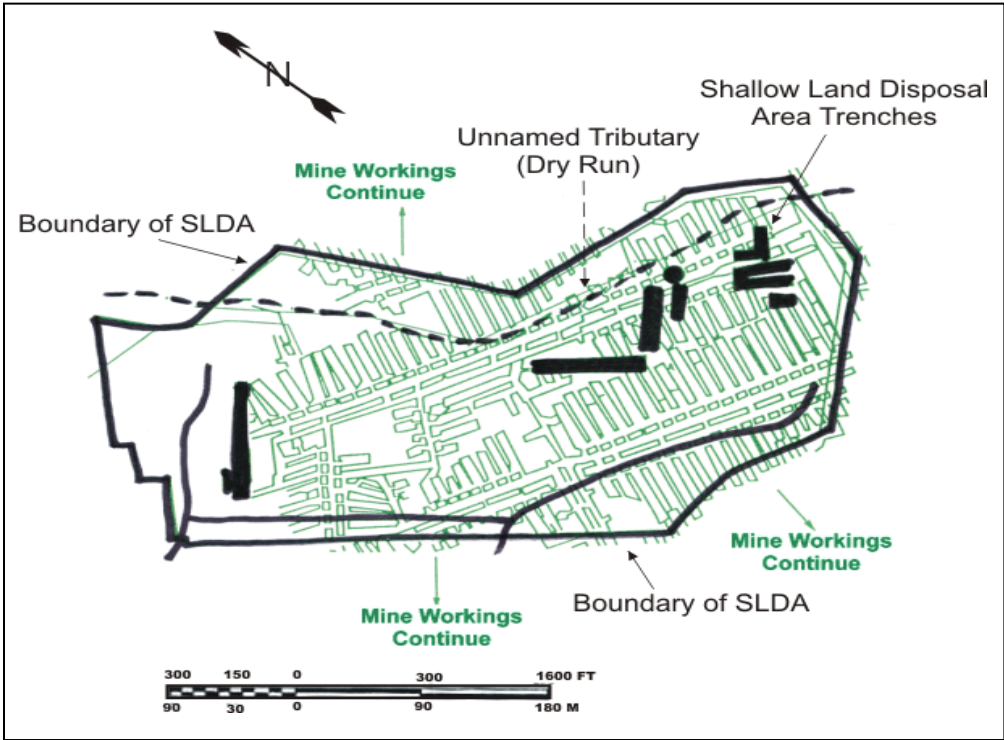 N
Shallow Land Disposal
Area Trenches
Unnamed Tributary
(Dry Run)
Mine Workings
Continue
Boundary of SLDA
Mine Workings
Continue
Boundary of SLDA
Mine Workings
Continue
300 150 0 300 1600 FT
90 30 0 90 180 M